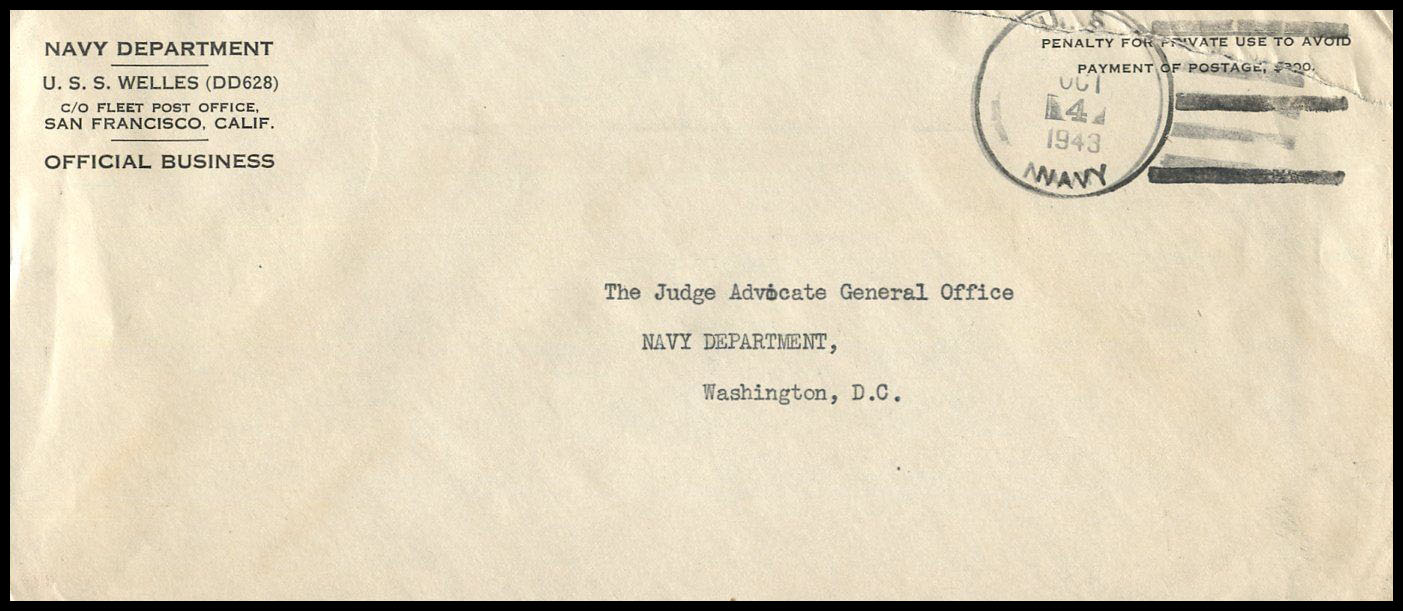 NAVY DEPARTMENT
U. S. S. WELLES (DD628)
C/O FLEET POST OFFICE,
SAN FRANCISCO, CALIF.
OFFICIAL BUSINESS
PENALTY FOR PRIVATE USE TO AVOID
PAYMENT OF POSTAGE, $300.
U. S.
OCT
4
1943
NAVY
The Judge Advocate General Office
NAVY DEPARTMENT,
Washington, D.C.